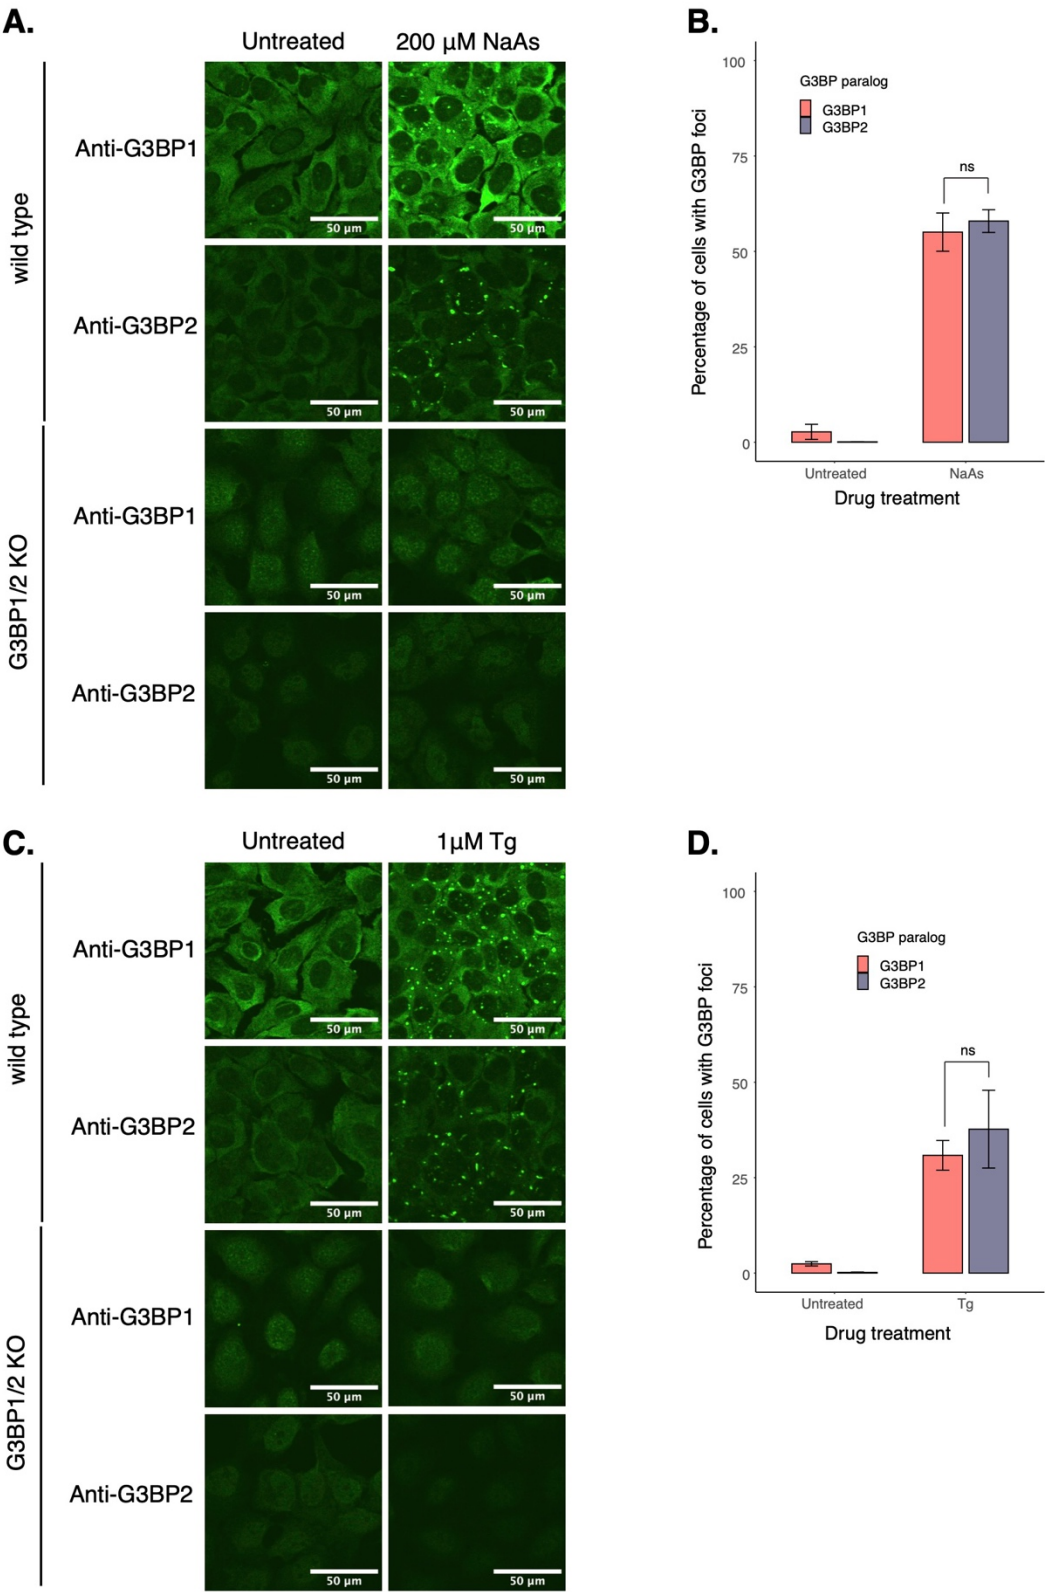 A.
Untreated
200 μM NaAs
wild type
Anti-G3BP1
50 μm
50 μm
Anti-G3BP2
50 μm
50 μm
G3BP1/2 KO
Anti-G3BP1
50 μm
50 μm
Anti-G3BP2
50 μm
50 μm
B.
Percentage of cells with G3BP foci
100
75
50
25
0
G3BP paralog
G3BP1
G3BP2
ns
Untreated
NaAs
Drug treatment
C.
Untreated
1μM Tg
wild type
Anti-G3BP1
50 μm
50 μm
Anti-G3BP2
50 μm
50 μm
G3BP1/2 KO
Anti-G3BP1
50 μm
50 μm
Anti-G3BP2
50 μm
50 μm
D.
Percentage of cells with G3BP foci
100
75
50
25
0
G3BP paralog
G3BP1
G3BP2
ns
Untreated
Tg
Drug treatment